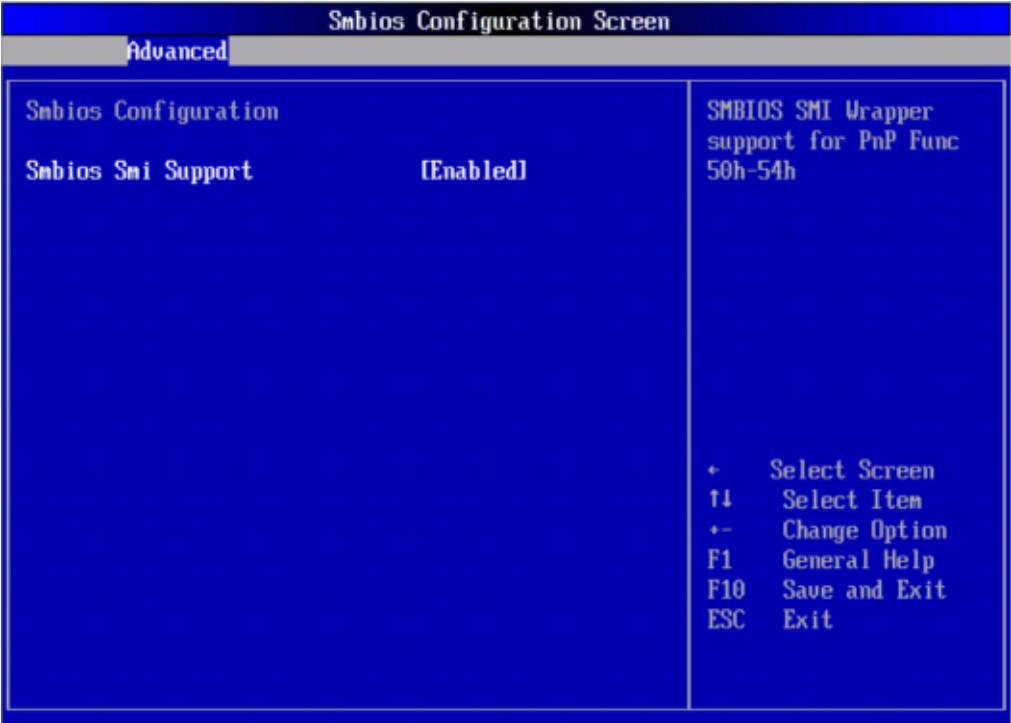 Smbios Configuration Screen
Advanced
Smbios Configuration
Smbios Smi Support [Enabled]
SMBIOS SMI Wrapper
support for PnP Func
50h-54h
← Select Screen
↑↓ Select Item
+- Change Option
F1 General Help
F10 Save and Exit
ESC Exit